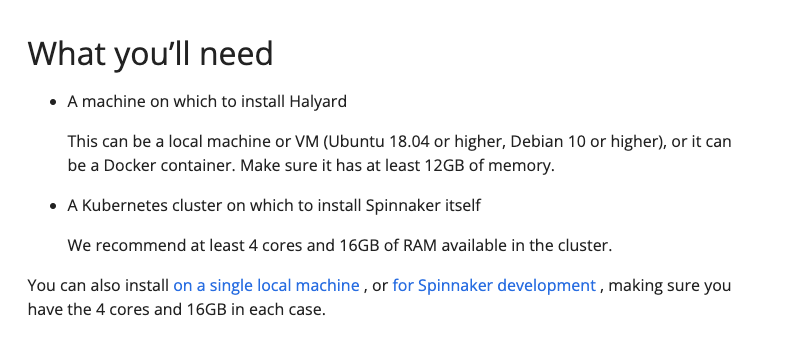 What you’ll need
• A machine on which to install Halyard
This can be a local machine or VM (Ubuntu 18.04 or higher, Debian 10 or higher), or it can
be a Docker container. Make sure it has at least 12GB of memory.
• A Kubernetes cluster on which to install Spinnaker itself
We recommend at least 4 cores and 16GB of RAM available in the cluster.
You can also install on a single local machine , or for Spinnaker development , making sure you
have the 4 cores and 16GB in each case.